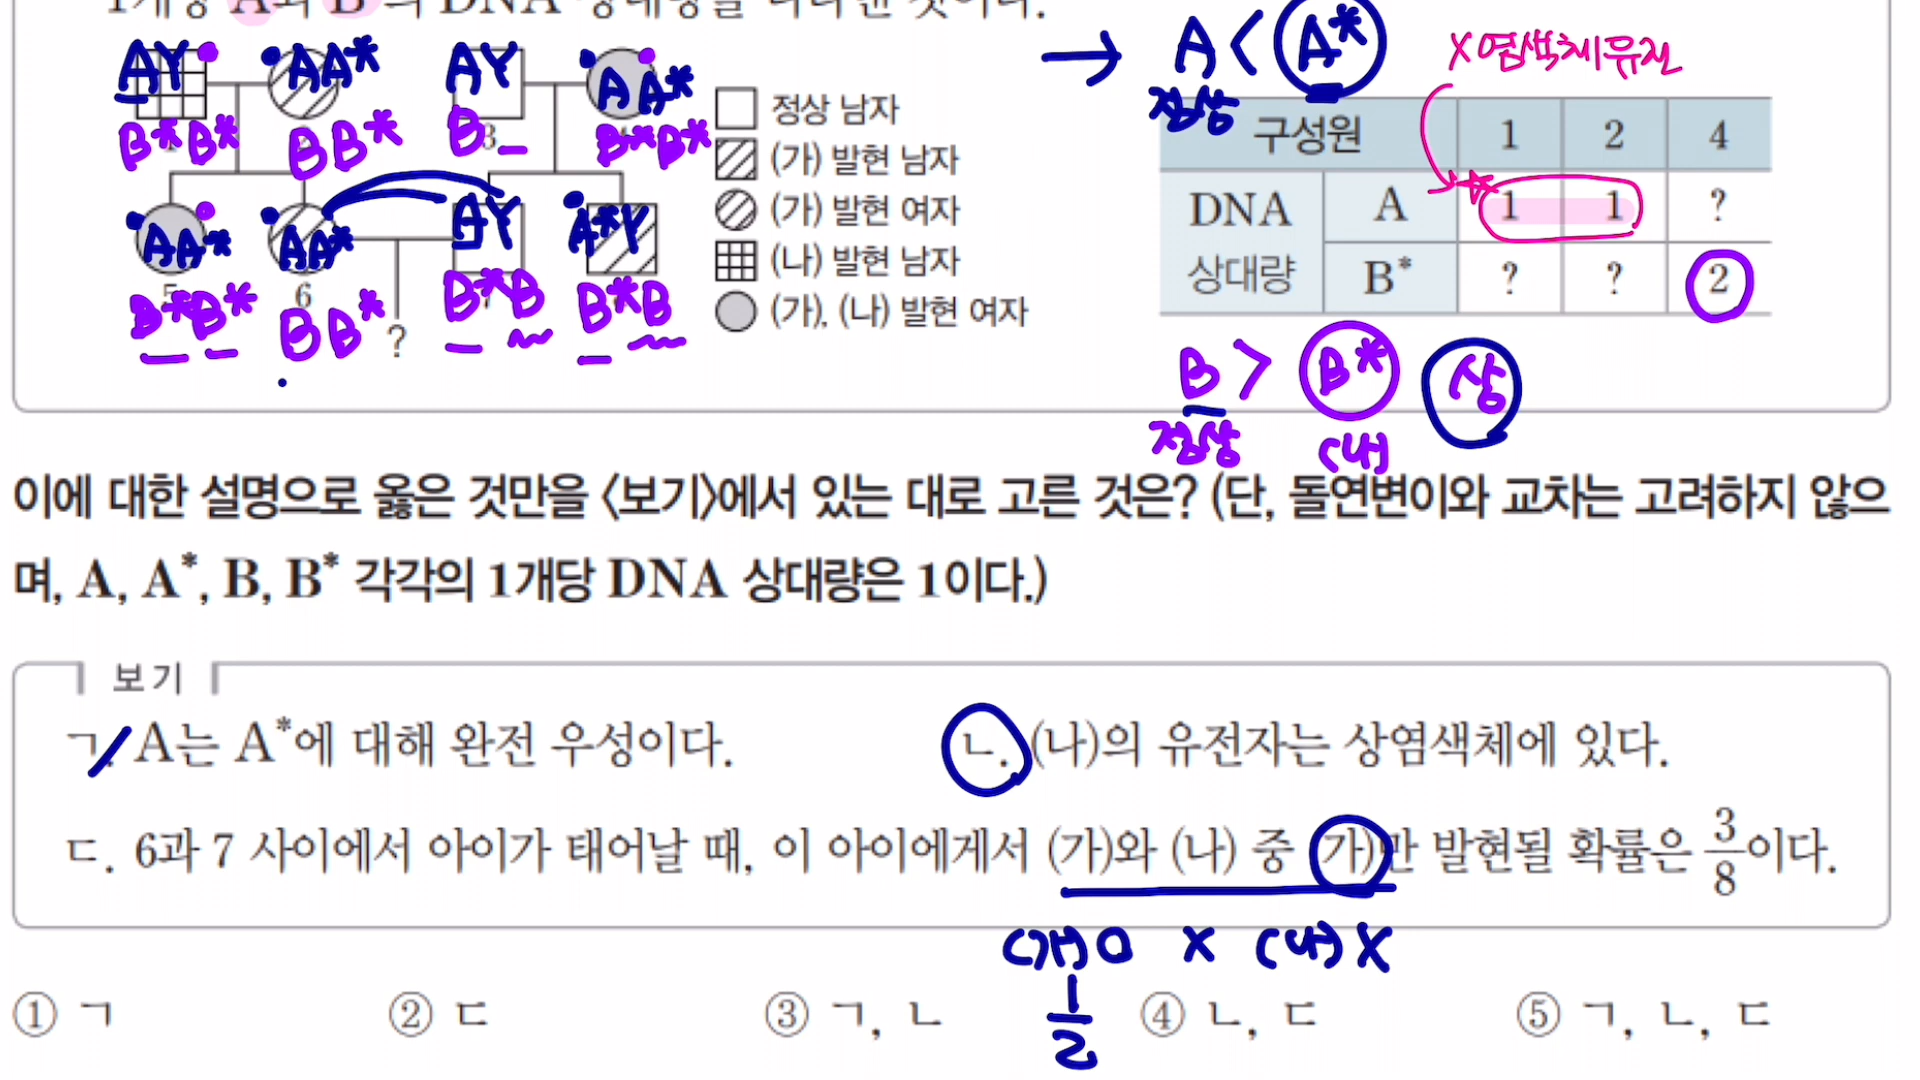 1개당 A와 B*의 DNA 상대량을 나타낸 것이다.
→ A < A*
정상
X염색체유전
AY AA* AY AA*
B*B* BB* B_ 3 B*B*
AA* AA* AY A*Y
5 6
B*B* BB* B*B B*B
?
정상 남자
(가) 발현 남자
(가) 발현 여자
(나) 발현 남자
(가), (나) 발현 여자
구성원 1 2 4
DNA 상대량 A 1 1 ?
B* ? ? 2
B > B* 상
정상 (나)
이에 대한 설명으로 옳은 것만을 <보기>에서 있는 대로 고른 것은? (단, 돌연변이와 교차는 고려하지 않으
며, A, A*, B, B* 각각의 1개당 DNA 상대량은 1이다.)
보기
ㄱ. A는 A*에 대해 완전 우성이다. ㄴ. (나)의 유전자는 상염색체에 있다.
ㄷ. 6과 7 사이에서 아이가 태어날 때, 이 아이에게서 (가)와 (나) 중 (가)만 발현될 확률은 3/8이다.
(가)O × (나)X
1/2
① ㄱ ② ㄷ ③ ㄱ, ㄴ ④ ㄴ, ㄷ ⑤ ㄱ, ㄴ, ㄷ